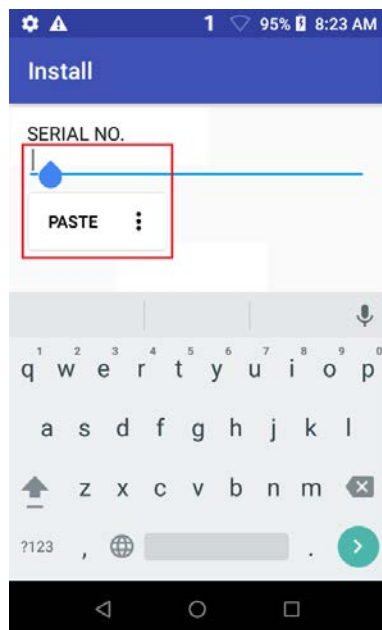 1 95% 8:23 AM
Install
SERIAL NO.
PASTE
1 2 3 4 5 6 7 8 9 0
q w e r t y u i o p
a s d f g h j k l
z x c v b n m
?123 , .